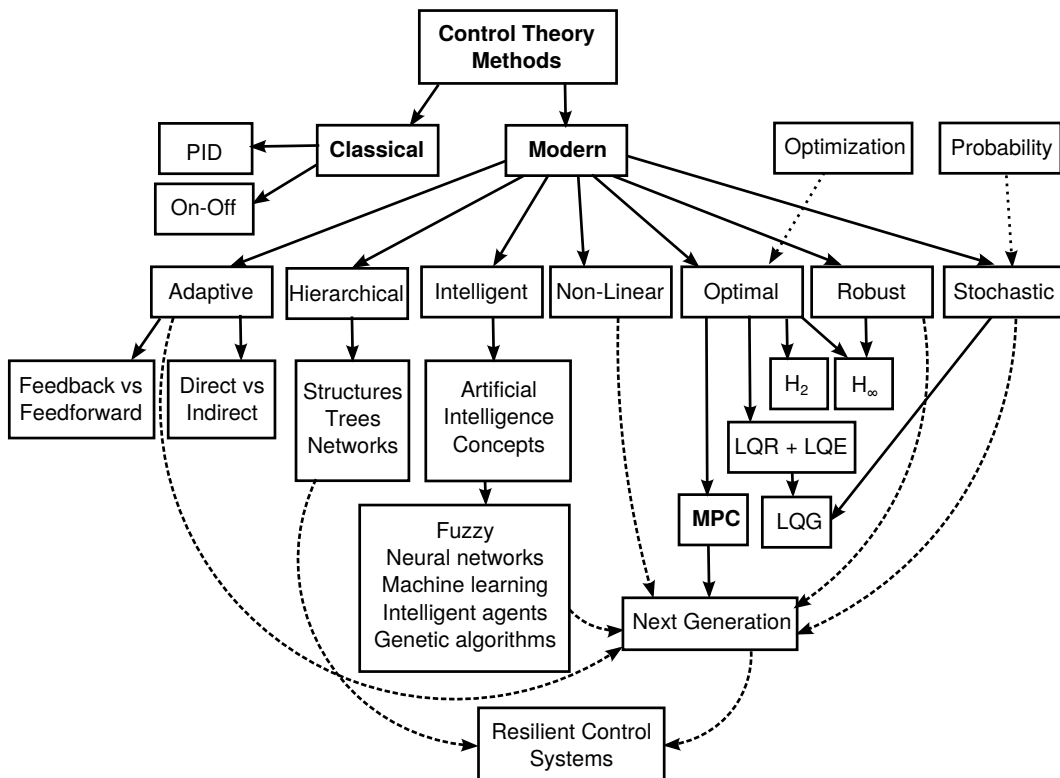 Control Theory
Methods
PID
Classical
Modern
Optimization
Probability
On-Off
Adaptive
Hierarchical
Intelligent
Non-Linear
Optimal
Robust
Stochastic
Feedback vs
Feedforward
Direct vs
Indirect
Structures
Trees
Networks
Artificial
Intelligence
Concepts
H₂
H∞
LQR + LQE
MPC
LQG
Fuzzy
Neural networks
Machine learning
Intelligent agents
Genetic algorithms
Next Generation
Resilient Control
Systems